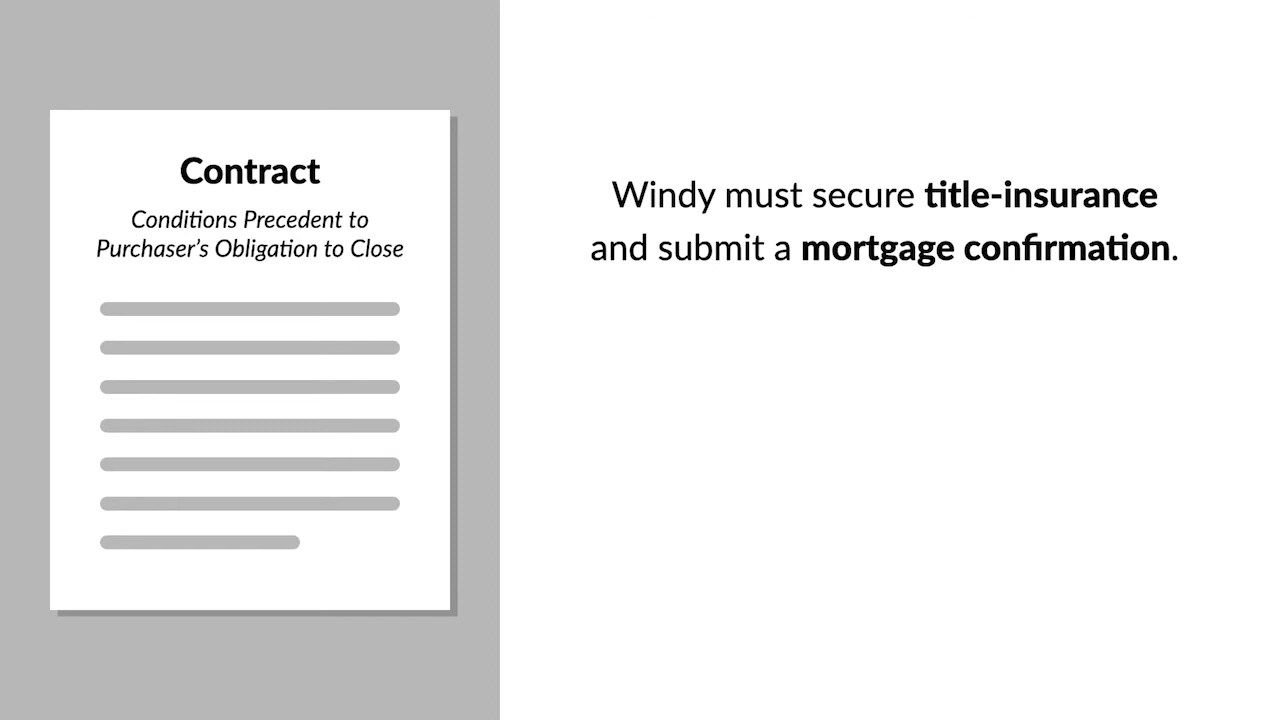 Contract
Conditions Precedent to
Purchaser's Obligation to Close
Windy must secure title-insurance
and submit a mortgage confirmation.